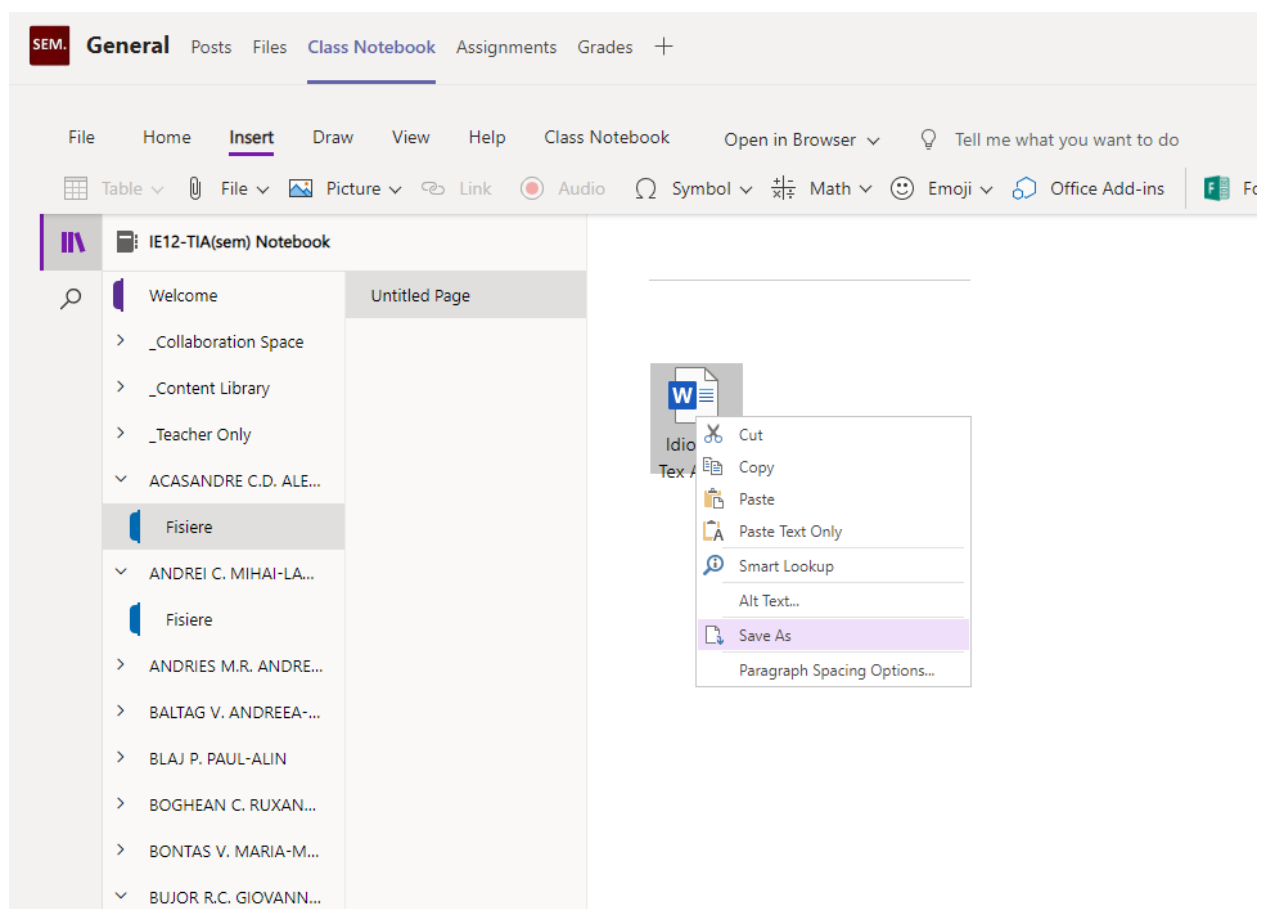 SEM. General Posts Files Class Notebook Assignments Grades
File Home Insert Draw View Help Class Notebook Open in Browser Tell me what you want to do
Table File Picture Link Audio Symbol Math Emoji Office Add-ins F
IE12-TIA(sem) Notebook
Welcome
_Collaboration Space
_Content Library
_Teacher Only
ACASANDRE C.D. ALE...
Fisiere
ANDREI C. MIHAI-LA...
Fisiere
ANDRIES M.R. ANDRE...
BALTAG V. ANDREEA-...
BLAJ P. PAUL-ALIN
BOGHEAN C. RUXAN...
BONTAS V. MARIA-M...
BUJOR R.C. GIOVANN...
Untitled Page
W
Tex
Cut
Copy
Paste
Paste Text Only
Smart Lookup
Alt Text...
Save As
Paragraph Spacing Options...